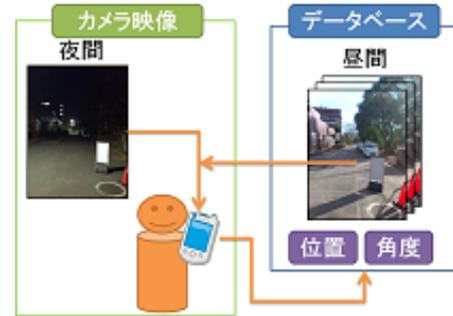 カメラ映像
夜間
データベース
昼間
位置
角度